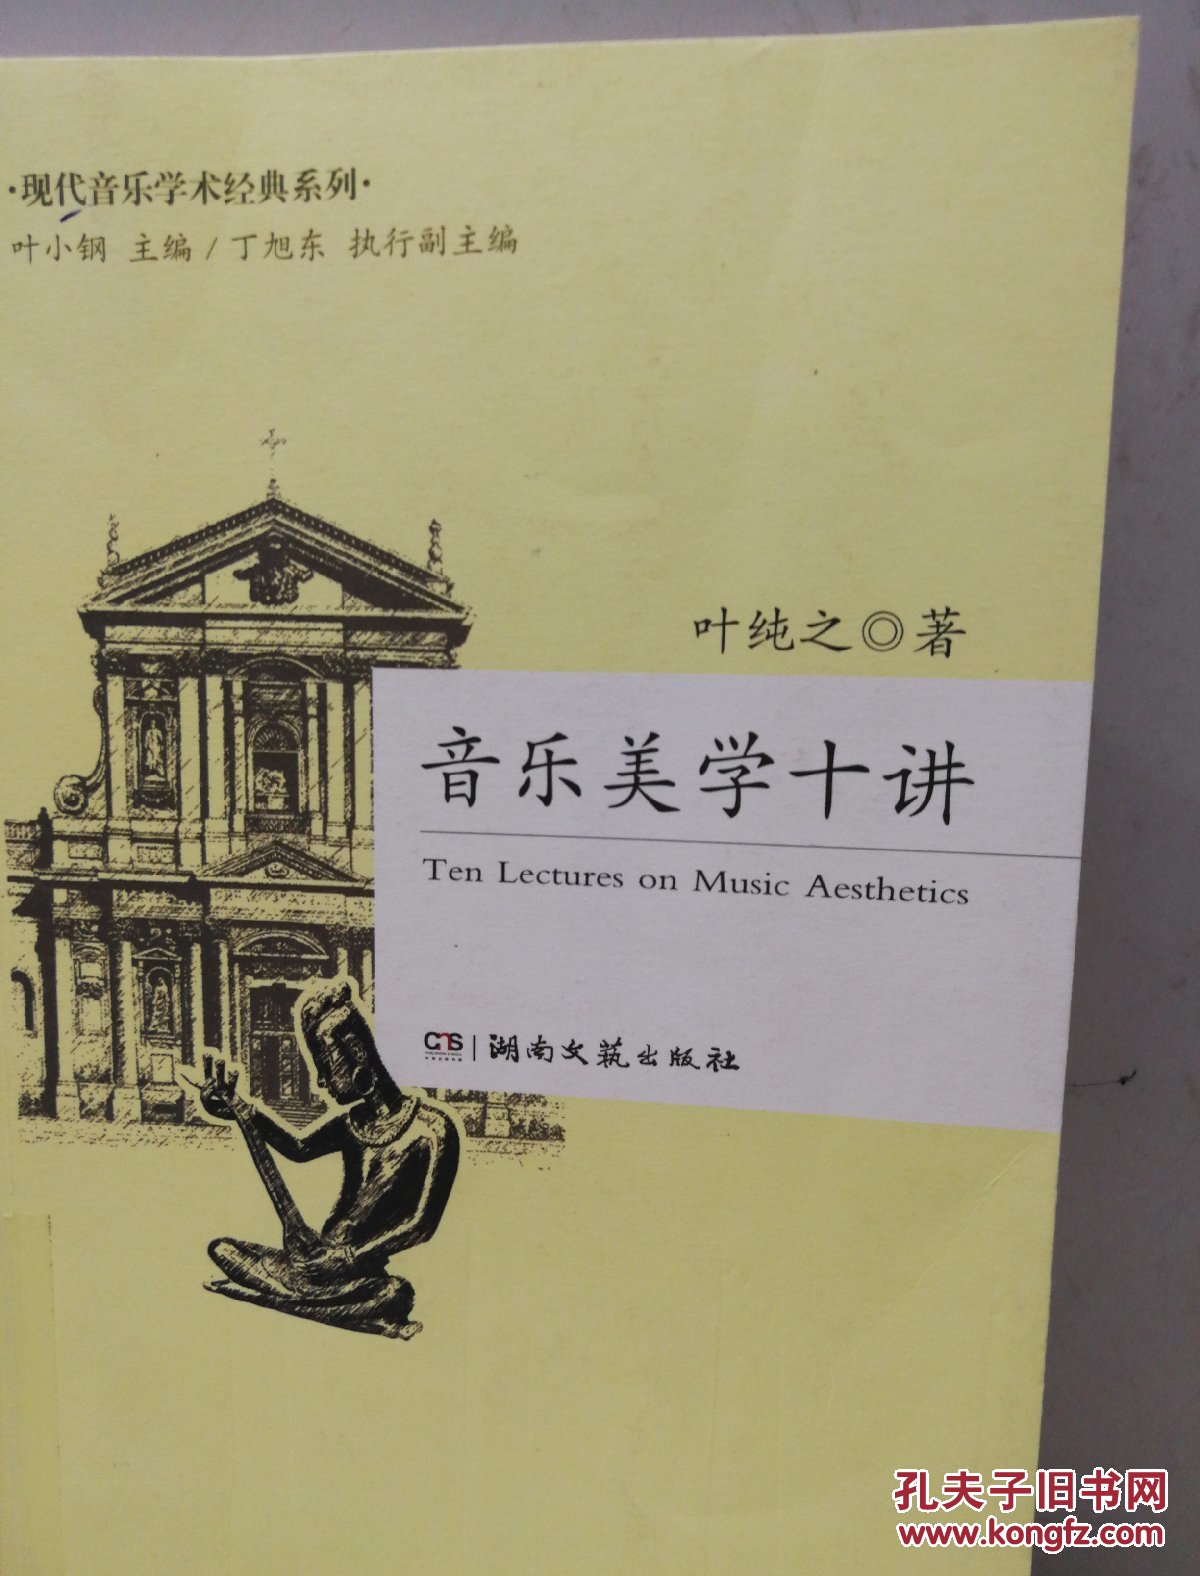 ·现代音乐学术经典系列·
叶小钢 主编 / 丁旭东 执行副主编
叶纯之◎著
音乐美学十讲
Ten Lectures on Music Aesthetics
CNS 湖南文艺出版社
孔夫子旧书网
www.kongfz.com